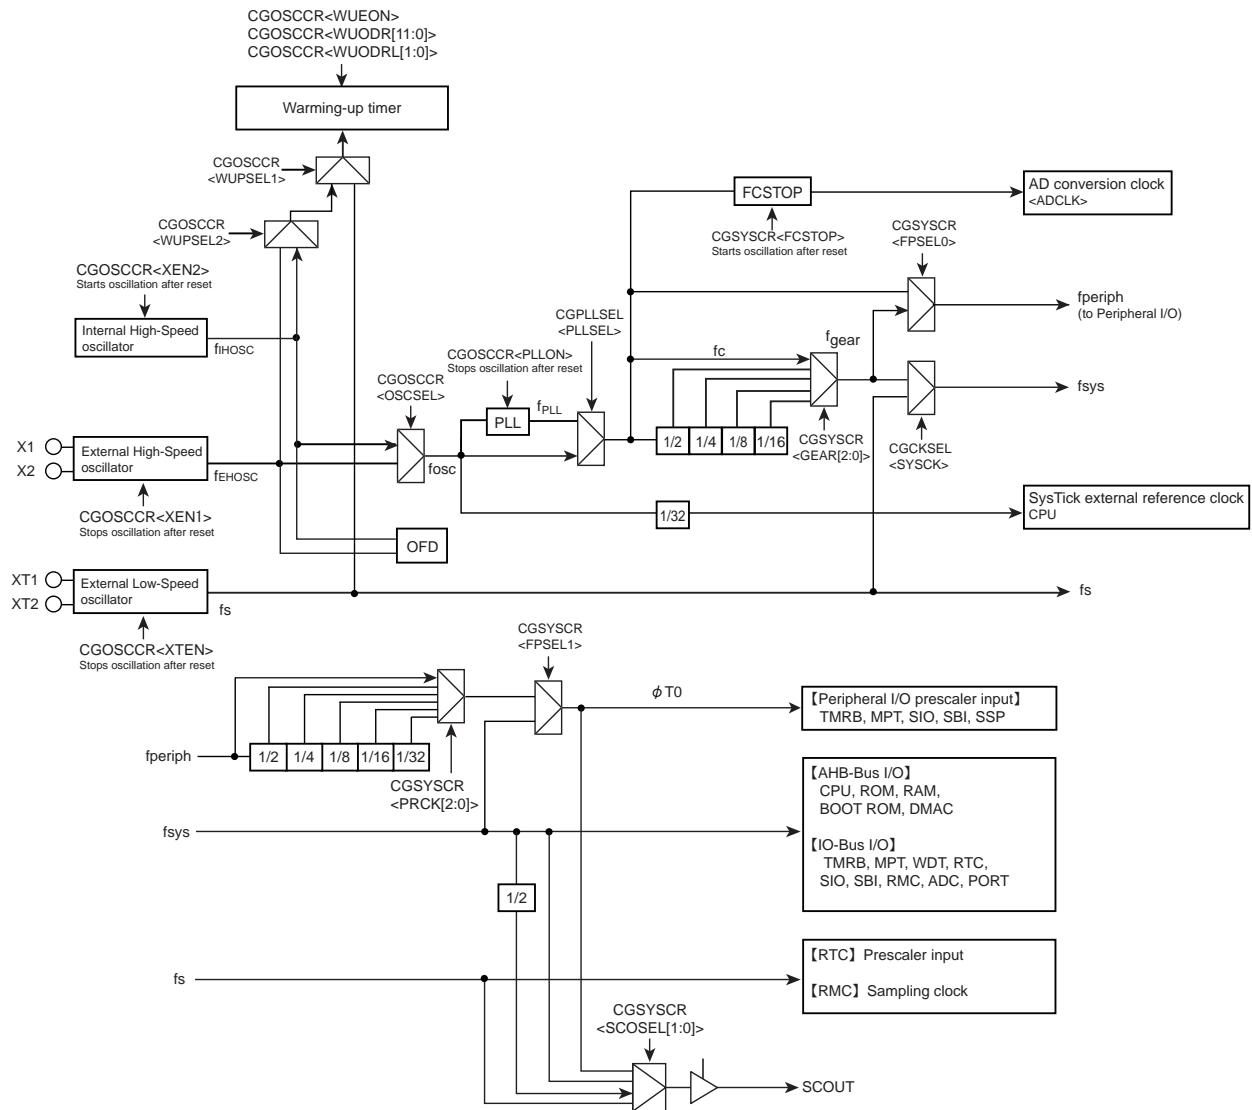 CGOSCCR<WUEON>
CGOSCCR<WUODR[11:0]>
CGOSCCR<WUODRL[1:0]>
Warming-up timer
CGOSCCR
<WUPSEL1>
CGOSCCR
<WUPSEL2>
CGOSCCR<XEN2>
Starts oscillation after reset
Internal High-Speed
oscillator
fIHOSC
FCSTOP
CGSYSCR<FCSTOP>
Starts oscillation after reset
AD conversion clock
<ADCLK>
CGSYSCR
<FPSEL0>
fperiph
(to Peripheral I/O)
CGPLLSEL
<PLLSEL>
CGOSCCR<PLLON>
Stops oscillation after reset
CGOSCCR
<OSCSEL>
fPLL
PLL
fc
fgear
fsys
1/2
1/4
1/8
1/16
CGSYSCR
<GEAR[2:0]>
CGCKSEL
<SYSCK>
X1
X2
External High-Speed
oscillator
fEHOSC
fosc
CGOSCCR<XEN1>
Stops oscillation after reset
1/32
SysTick external reference clock
CPU
OFD
XT1
XT2
External Low-Speed
oscillator
fs
fs
CGOSCCR<XTEN>
Stops oscillation after reset
CGSYSCR
<FPSEL1>
ϕT0
【Peripheral I/O prescaler input】
TMRB, MPT, SIO, SBI, SSP
fperiph
1/2
1/4
1/8
1/16
1/32
CGSYSCR
<PRCK[2:0]>
fsys
【AHB-Bus I/O】
CPU, ROM, RAM,
BOOT ROM, DMAC
【IO-Bus I/O】
TMRB, MPT, WDT, RTC,
SIO, SBI, RMC, ADC, PORT
1/2
fs
【RTC】Prescaler input
【RMC】Sampling clock
CGSYSCR
<SCOSEL[1:0]>
SCOUT